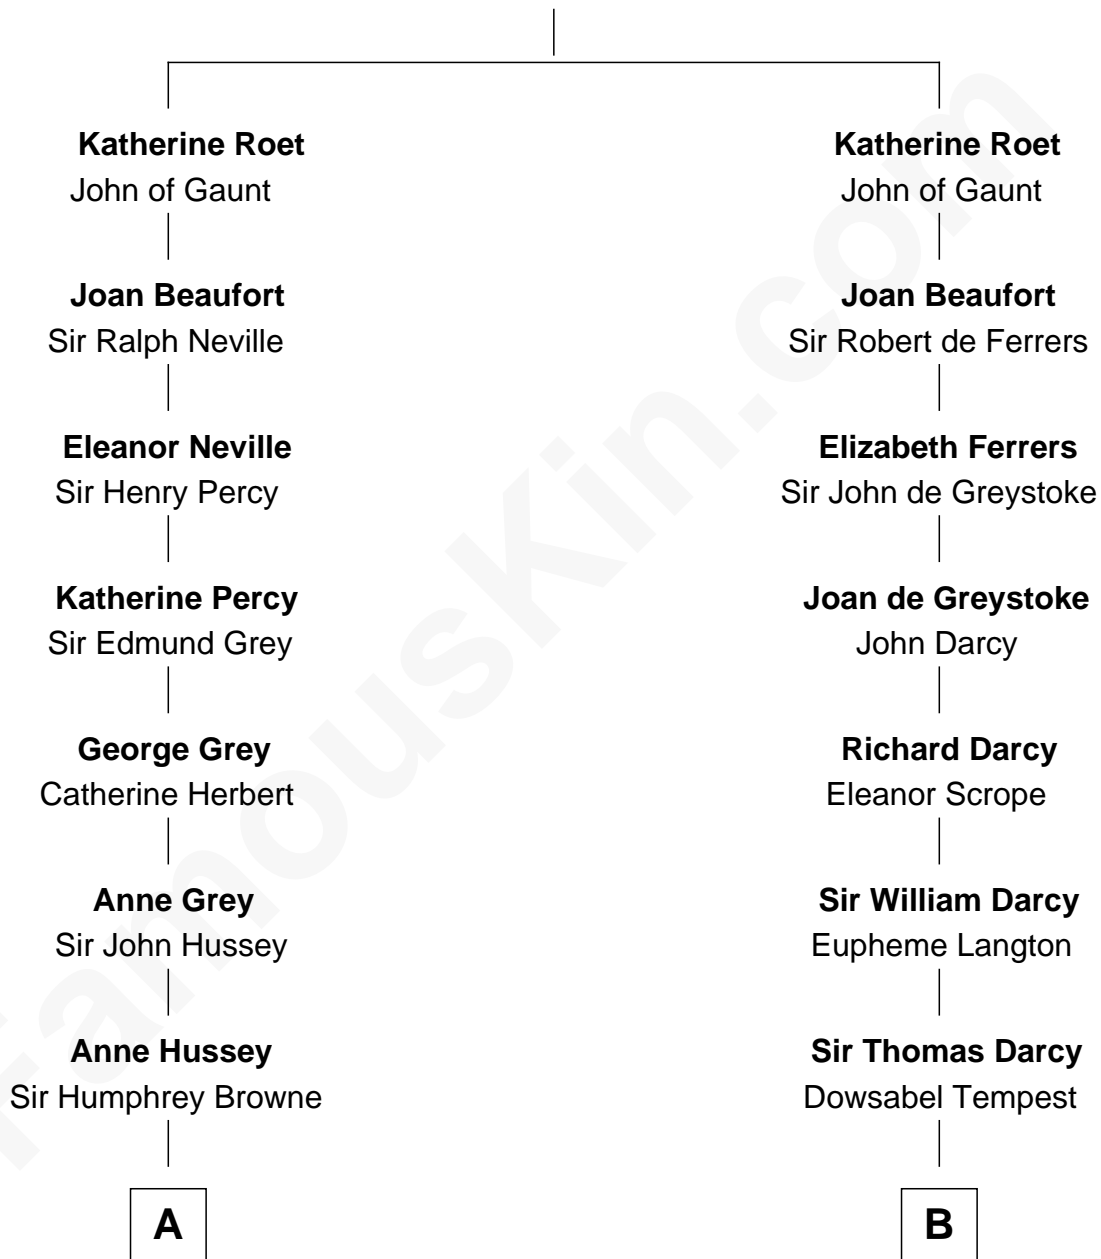 Katherine Roet
John of Gaunt
Joan Beaufort
Sir Ralph Neville
Eleanor Neville
Sir Henry Percy
Katherine Percy
Sir Edmund Grey
George Grey
Catherine Herbert
Anne Grey
Sir John Hussey
Anne Hussey
Sir Humphrey Browne
A
Katherine Roet
John of Gaunt
Joan Beaufort
Sir Robert de Ferrers
Elizabeth Ferrers
Sir John de Greystoke
Joan de Greystoke
John Darcy
Richard Darcy
Eleanor Scrope
Sir William Darcy
Eupheme Langton
Sir Thomas Darcy
Dowsabel Tempest
B
FamousKin.com